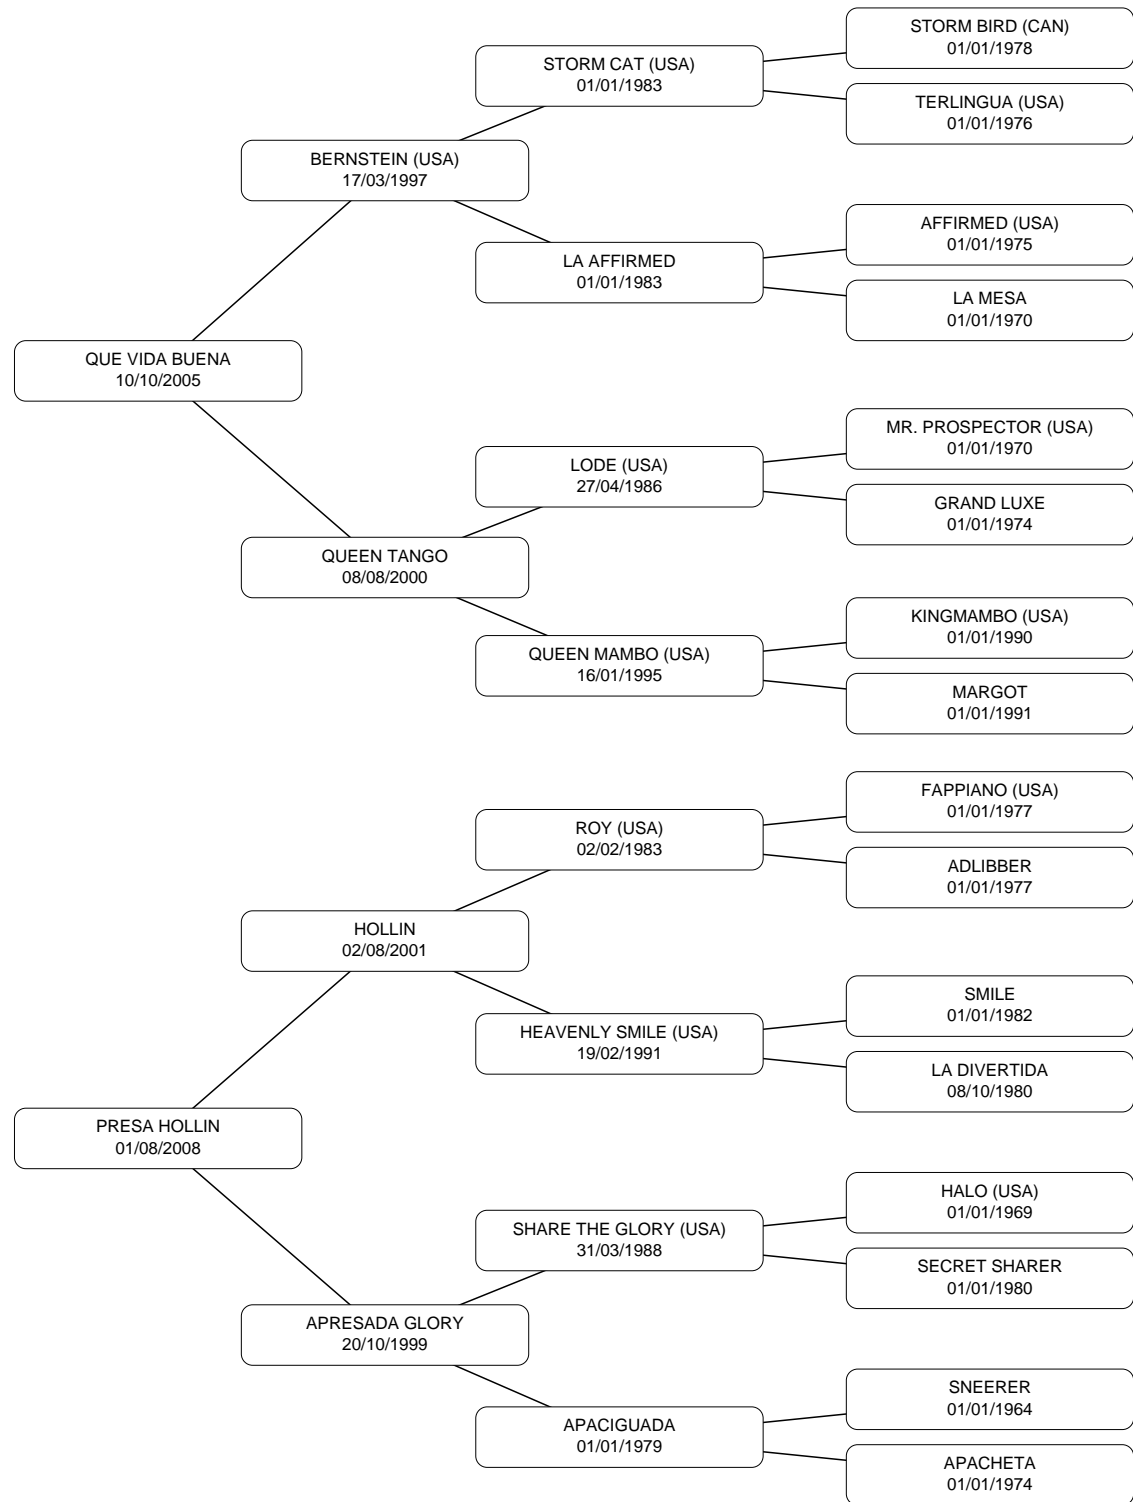 STORM BIRD (CAN)
01/01/1978
STORM CAT (USA)
01/01/1983
TERLINGUA (USA)
01/01/1976
BERNSTEIN (USA)
17/03/1997
AFFIRMED (USA)
01/01/1975
LA AFFIRMED
01/01/1983
LA MESA
01/01/1970
QUE VIDA BUENA
10/10/2005
MR. PROSPECTOR (USA)
01/01/1970
LODE (USA)
27/04/1986
GRAND LUXE
01/01/1974
QUEEN TANGO
08/08/2000
KINGMAMBO (USA)
01/01/1990
QUEEN MAMBO (USA)
16/01/1995
MARGOT
01/01/1991
FAPPIANO (USA)
01/01/1977
ROY (USA)
02/02/1983
ADLIBBER
01/01/1977
HOLLIN
02/08/2001
SMILE
01/01/1982
HEAVENLY SMILE (USA)
19/02/1991
LA DIVERTIDA
08/10/1980
PRESA HOLLIN
01/08/2008
HALO (USA)
01/01/1969
SHARE THE GLORY (USA)
31/03/1988
SECRET SHARER
01/01/1980
APRESADA GLORY
20/10/1999
SNEERER
01/01/1964
APACIGUADA
01/01/1979
APACHETA
01/01/1974